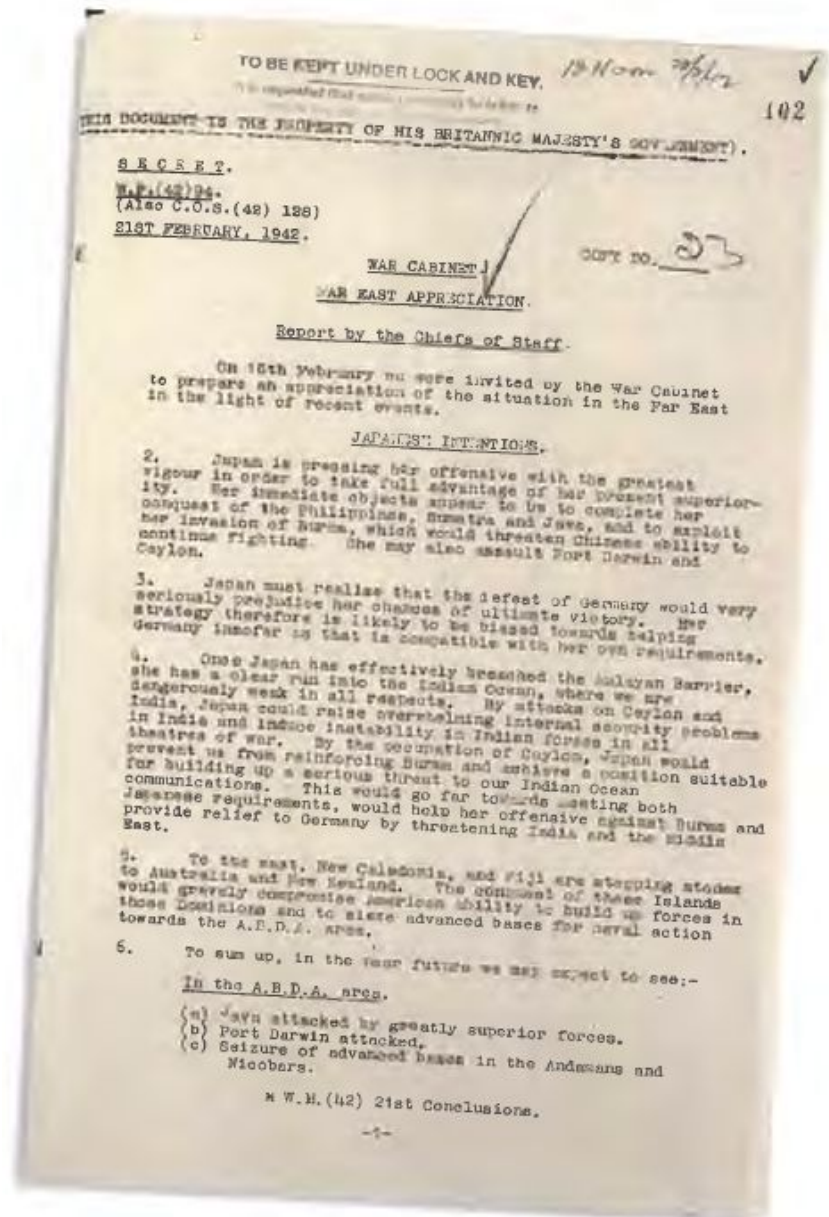 TO BE KEPT UNDER LOCK AND KEY.
102
THIS DOCUMENT IS THE PROPERTY OF HIS BRITANNIC MAJESTY'S GOVERNMENT).
SECRET.
W.P.(42)94.
(Also C.O.S.(42) 128)
21ST FEBRUARY, 1942.
COPY NO. 23
WAR CABINET
FAR EAST APPRECIATION.
Report by the Chiefs of Staff.
On 16th February we were invited by the War Cabinet
to prepare an appreciation of the situation in the Far East
in the light of recent events.
JAPANESE INTENTIONS.
2. Japan is pressing her offensive with the greatest
vigour in order to take full advantage of her present superior-
ity. Her immediate objects appear to be to complete her
conquest of the Philippines, Sumatra and Java, and to exploit
her invasion of Burma, which would threaten Chinese ability to
continue fighting. She may also assault Port Darwin and
Ceylon.
3. Japan must realise that the defeat of Germany would very
seriously prejudice her chances of ultimate victory. Her
strategy therefore is likely to be biased towards helping
Germany insofar as that is compatible with her own requirements.
4. Once Japan has effectively breached the Malayan Barrier,
she has a clear run into the Indian Ocean, where we are
dangerously weak in all respects. By attacks on Ceylon and
India, Japan could raise overwhelming internal security problems
in India and induce instability in Indian forces in all
theatres of war. By the occupation of Ceylon, Japan would
prevent us from reinforcing Burma and achieve a position suitable
for building up a serious threat to our Indian Ocean
communications. This would go far towards meeting both
Japanese requirements, would help her offensive against Burma and
provide relief to Germany by threatening India and the Middle
East.
5. To the east, New Caledonia, and Fiji are stepping stones
to Australia and New Zealand. The conquest of these Islands
would gravely compromise American ability to build up forces in
those Dominions and to seize advanced bases for naval action
towards the A.B.D.A. area.
6. To sum up, in the near future we may expect to see:-
In the A.B.D.A. area.
(a) Java attacked by greatly superior forces.
(b) Port Darwin attacked.
(c) Seizure of advanced bases in the Andamans and
Nicobars.
W.M.(42) 21st Conclusions.
-1-